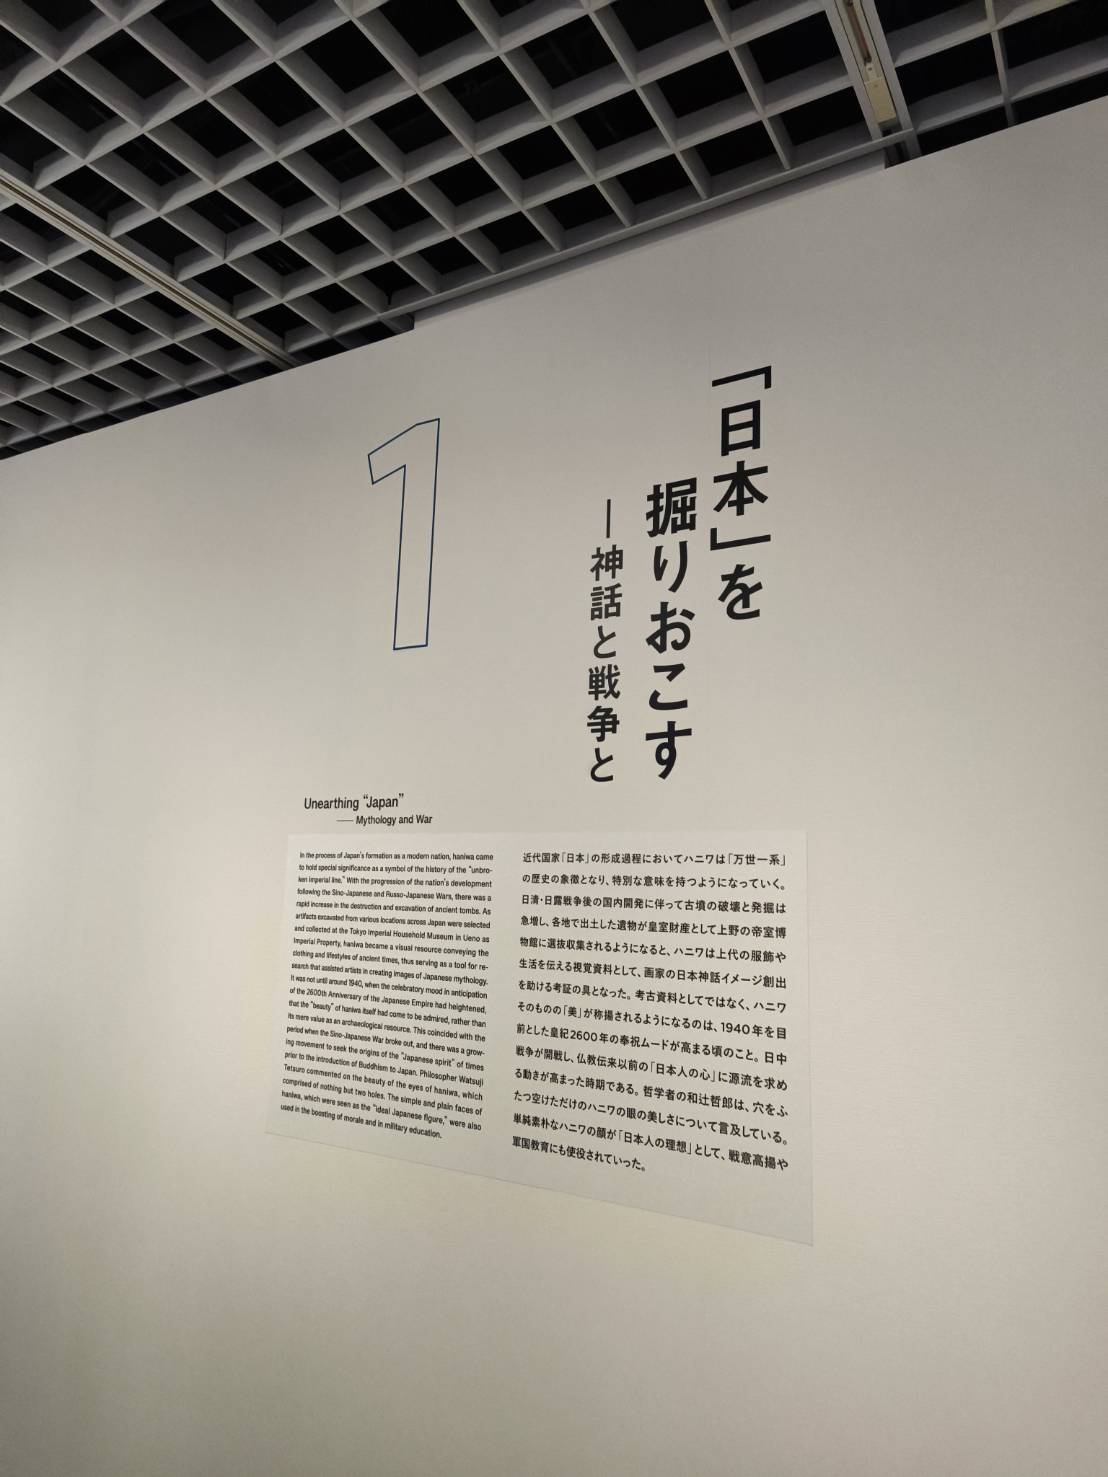 1
「日本」を
掘りおこす
―神話と戦争と
Unearthing “Japan”
—— Mythology and War
In the process of Japan's formation as a modern nation, haniwa came
to hold special significance as a symbol of the history of the “unbro-
ken imperial line.” With the progression of the nation's development
following the Sino-Japanese and Russo-Japanese Wars, there was a
rapid increase in the destruction and excavation of ancient tombs. As
artifacts excavated from various locations across Japan were selected
and collected at the Tokyo Imperial Household Museum in Ueno as
Imperial Property, haniwa became a visual resource conveying the
clothing and lifestyles of ancient times, thus serving as a tool for re-
search that assisted artists in creating images of Japanese mythology.
It was not until around 1940, when the celebratory mood in anticipation
of the 2600th Anniversary of the Japanese Empire had heightened,
that the “beauty” of haniwa itself had come to be admired, rather than
its mere value as an archaeological resource. This coincided with the
period when the Sino-Japanese War broke out, and there was a grow-
ing movement to seek the origins of the “Japanese spirit” of times
prior to the introduction of Buddhism to Japan. Philosopher Watsuji
Tetsuro commented on the beauty of the eyes of haniwa, which
comprised of nothing but two holes. The simple and plain faces of
haniwa, which were seen as the “ideal Japanese figure,” were also
used in the boosting of morale and in military education.
近代国家「日本」の形成過程においてハニワは「万世一系」
の歴史の象徴となり、特別な意味を持つようになっていく。
日清・日露戦争後の国内開発に伴って古墳の破壊と発掘は
急増し、各地で出土した遺物が皇室財産として上野の帝室博
物館に選抜収集されるようになると、ハニワは上代の服飾や
生活を伝える視覚資料として、画家の日本神話イメージ創出
を助ける考証の具となった。考古資料としてではなく、ハニワ
そのものの「美」が称揚されるようになるのは、1940年を目
前とした皇紀2600年の奉祝ムードが高まる頃のこと。日中
戦争が開戦し、仏教伝来以前の「日本人の心」に源流を求め
る動きが高まった時期である。哲学者の和辻哲郎は、穴をふ
たつ空けただけのハニワの眼の美しさについて言及している。
単純素朴なハニワの顔が「日本人の理想」として、戦意高揚や
軍国教育にも使役されていった。